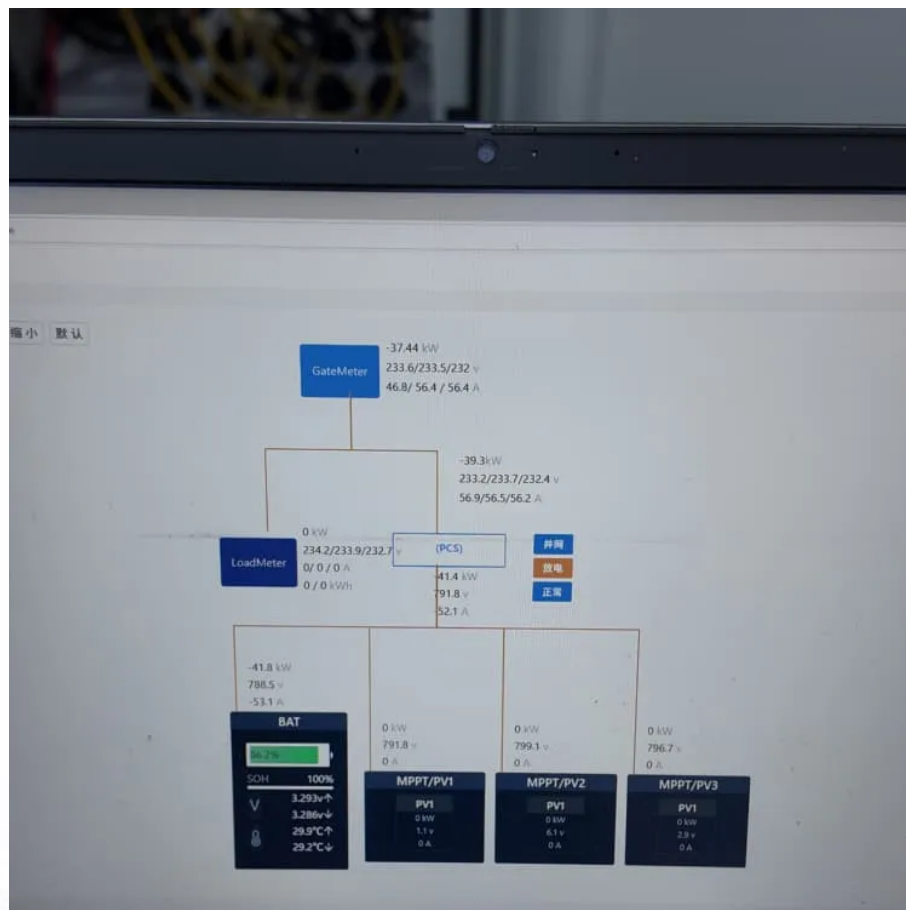 缩小 默认
GateMeter
-37.44 kW
233.6/233.5/232 v
46.8/ 56.4 / 56.4 A
-39.3kW
233.2/233.7/232.4 v
56.9/56.5/56.2 A
LoadMeter
0 kW
234.2/233.9/232.7 v
0/ 0 / 0 A
0 / 0 kWh
(PCS)
并网
放电
正常
-41.4 kW
791.8 v
-52.1 A
-41.8 kW
788.5 v
-53.1 A
BAT
86.2%
SOH 100%
V
3.293v↑
3.286v↓
29.9℃↑
29.2℃↓
0 kW
791.8 v
0 A
MPPT/PV1
PV1
0 kW
1.1 v
0 A
0 kW
799.1 v
0 A
MPPT/PV2
PV1
0 kW
6.1 v
0 A
0 kW
796.7 v
0 A
MPPT/PV3
PV1
0 kW
2.9 v
0 A